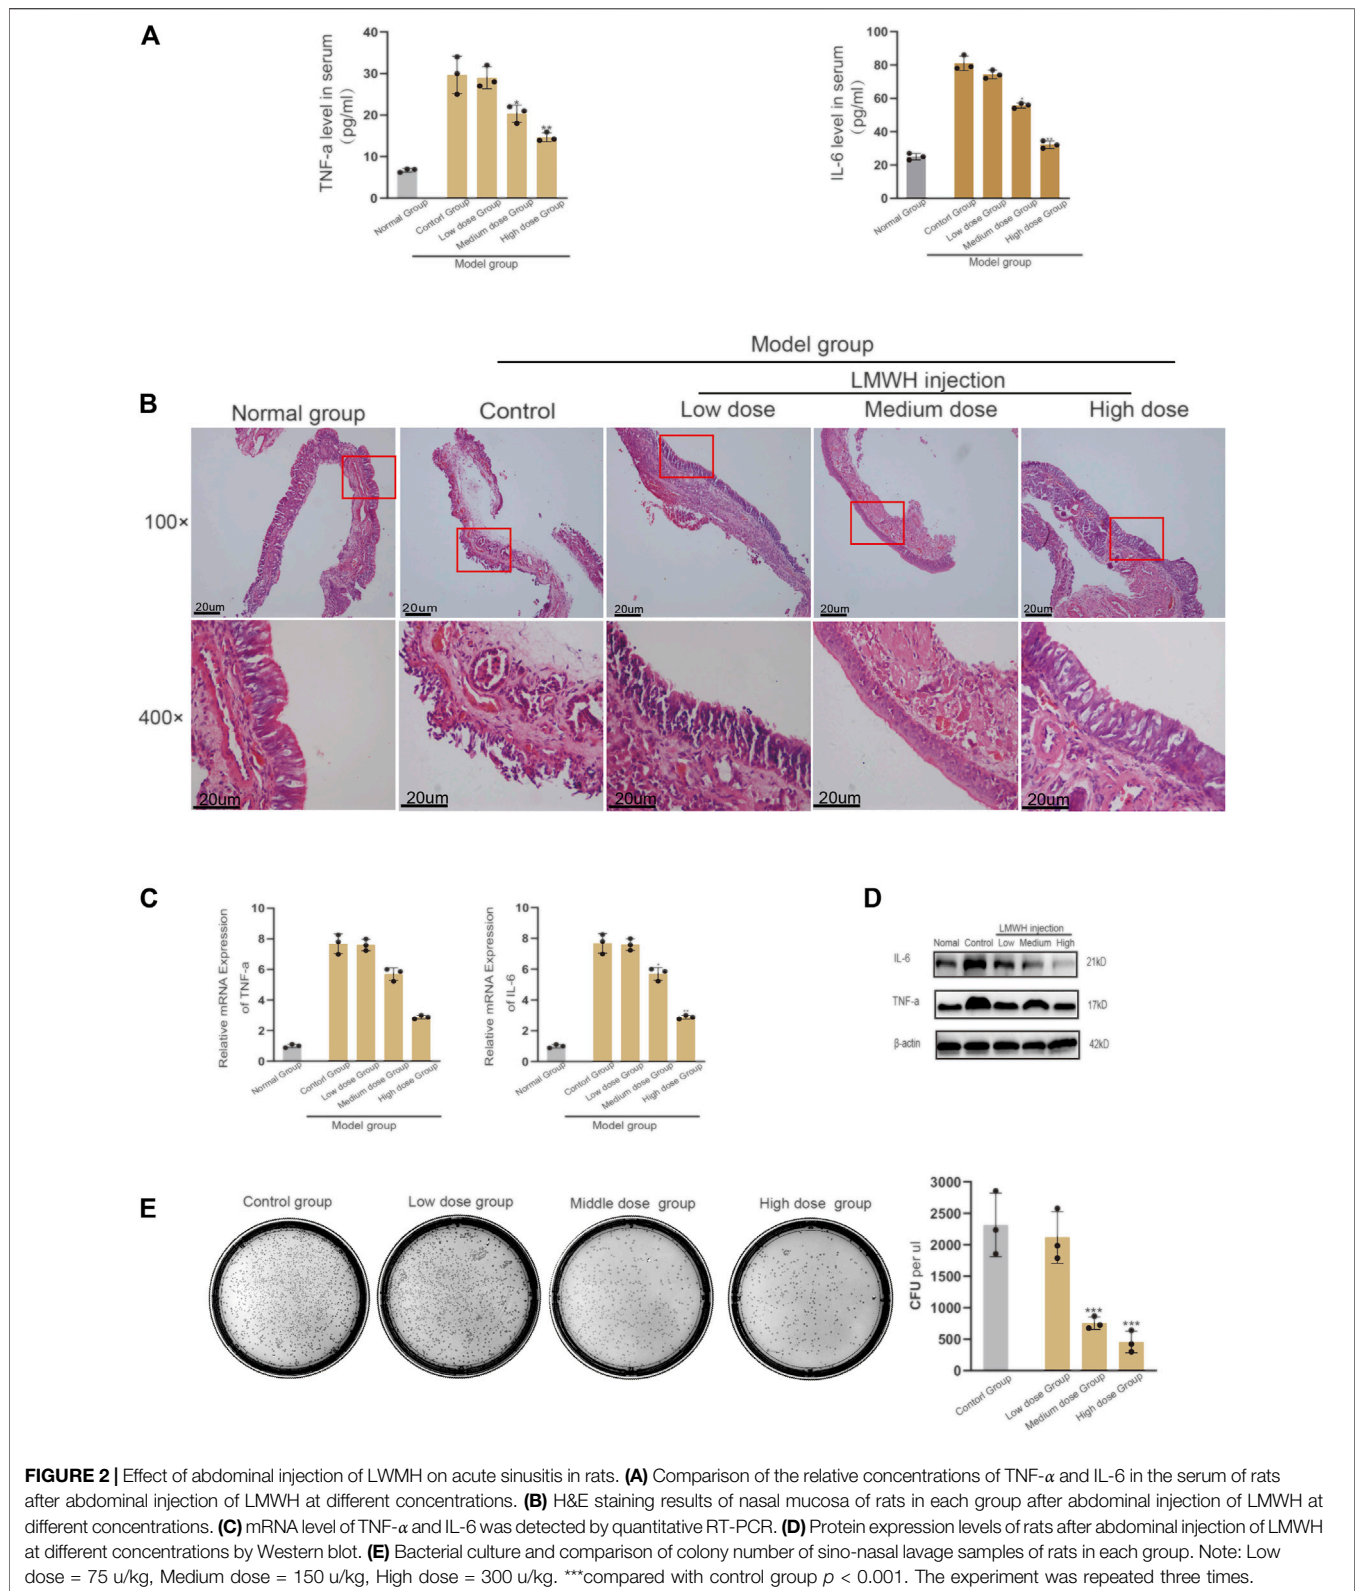 A
TNF-a level in serum
(pg/ml)
40
30
20
10
0
*
**
Normal Group
Contorl Group
Low dose Group
Medium dose Group
High dose Group
Model group
IL-6 level in serum
(pg/ml)
100
80
60
40
20
0
*
**
Normal Group
Contorl Group
Low dose Group
Medium dose Group
High dose Group
Model group
Model group
LMWH injection
B
Normal group
Control
Low dose
Medium dose
High dose
100×
20um
20um
20um
20um
20um
400×
20um
20um
20um
20um
20um
C
Relative mRNA Expression
of TNF-a
10
8
6
4
2
0
Normal Group
Contorl Group
Low dose Group
Medium dose Group
High dose Group
Model group
Relative mRNA Expression
of IL-6
10
8
6
4
2
0
*
**
Normal Group
Contorl Group
Low dose Group
Medium dose Group
High dose Group
Model group
D
LMWH injection
Nomal Control Low Medium High
IL-6 21kD
TNF-a 17kD
β-actin 42kD
E
Control group
Low dose group
Middle dose group
High dose group
CFU per ul
3000
2500
2000
1500
1000
500
0
***
***
Contorl Group
Low dose Group
Medium dose Group
High dose Group
FIGURE 2 | Effect of abdominal injection of LWMH on acute sinusitis in rats. (A) Comparison of the relative concentrations of TNF-α and IL-6 in the serum of rats
after abdominal injection of LMWH at different concentrations. (B) H&E staining results of nasal mucosa of rats in each group after abdominal injection of LMWH at
different concentrations. (C) mRNA level of TNF-α and IL-6 was detected by quantitative RT-PCR. (D) Protein expression levels of rats after abdominal injection of LMWH
at different concentrations by Western blot. (E) Bacterial culture and comparison of colony number of sino-nasal lavage samples of rats in each group. Note: Low
dose = 75 u/kg, Medium dose = 150 u/kg, High dose = 300 u/kg. ***compared with control group p < 0.001. The experiment was repeated three times.